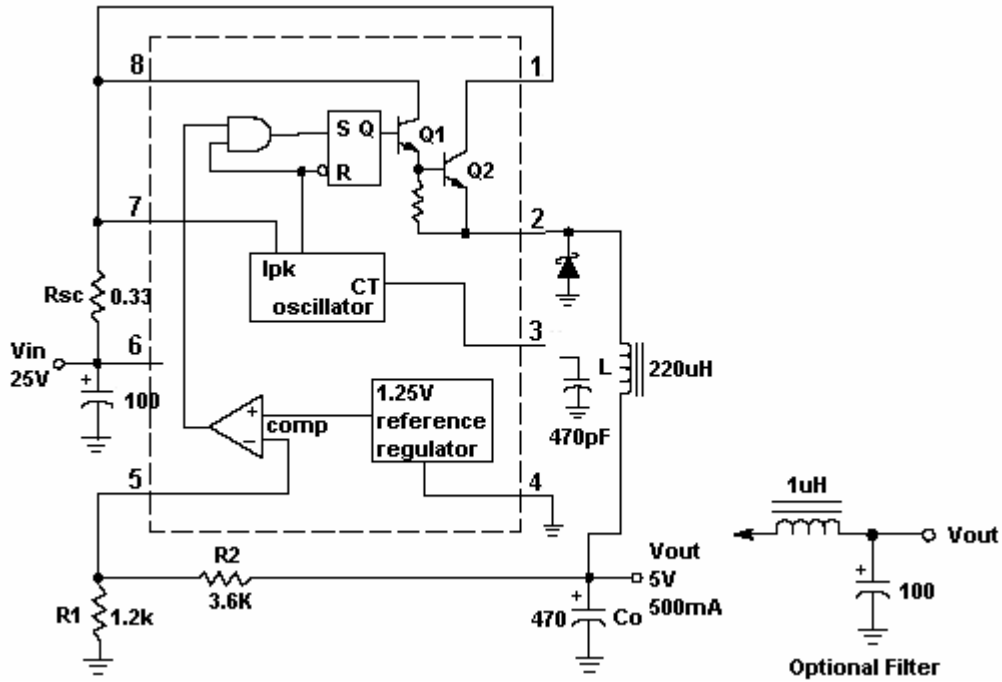 8
1
S Q
Q1
R
Q2
7
2
Ipk
CT
oscillator
Rsc 0.33
3
Vin
25V
6
L
220uH
+
100
470pF
+
−
comp
1.25V
reference
regulator
5
4
1uH
R2
3.6K
Vout
5V
500mA
Vout
R1 1.2k
+
470
Co
+
100
Optional Filter